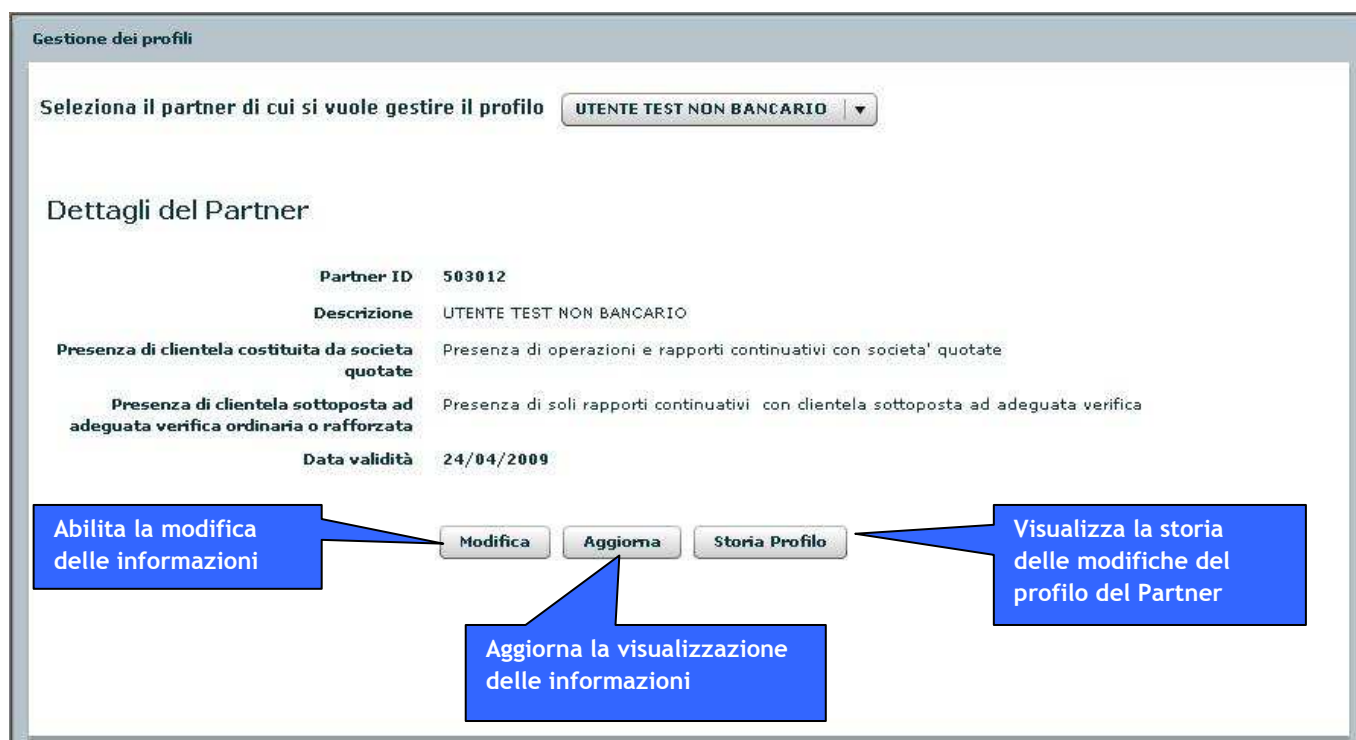 Gestione dei profili
Seleziona il partner di cui si vuole gestire il profilo UTENTE TEST NON BANCARIO
Dettagli del Partner
Partner ID 503012
Descrizione UTENTE TEST NON BANCARIO
Presenza di clientela costituita da societa Presenza di operazioni e rapporti continuativi con societa' quotate
quotate
Presenza di clientela sottoposta ad Presenza di soli rapporti continuativi con clientela sottoposta ad adeguata verifica
adeguata verifica ordinaria o rafforzata
Data validità 24/04/2009
Abilita la modifica
delle informazioni
Modifica Aggiorna Storia Profilo
Visualizza la storia
delle modifiche del
profilo del Partner
Aggiorna la visualizzazione
delle informazioni